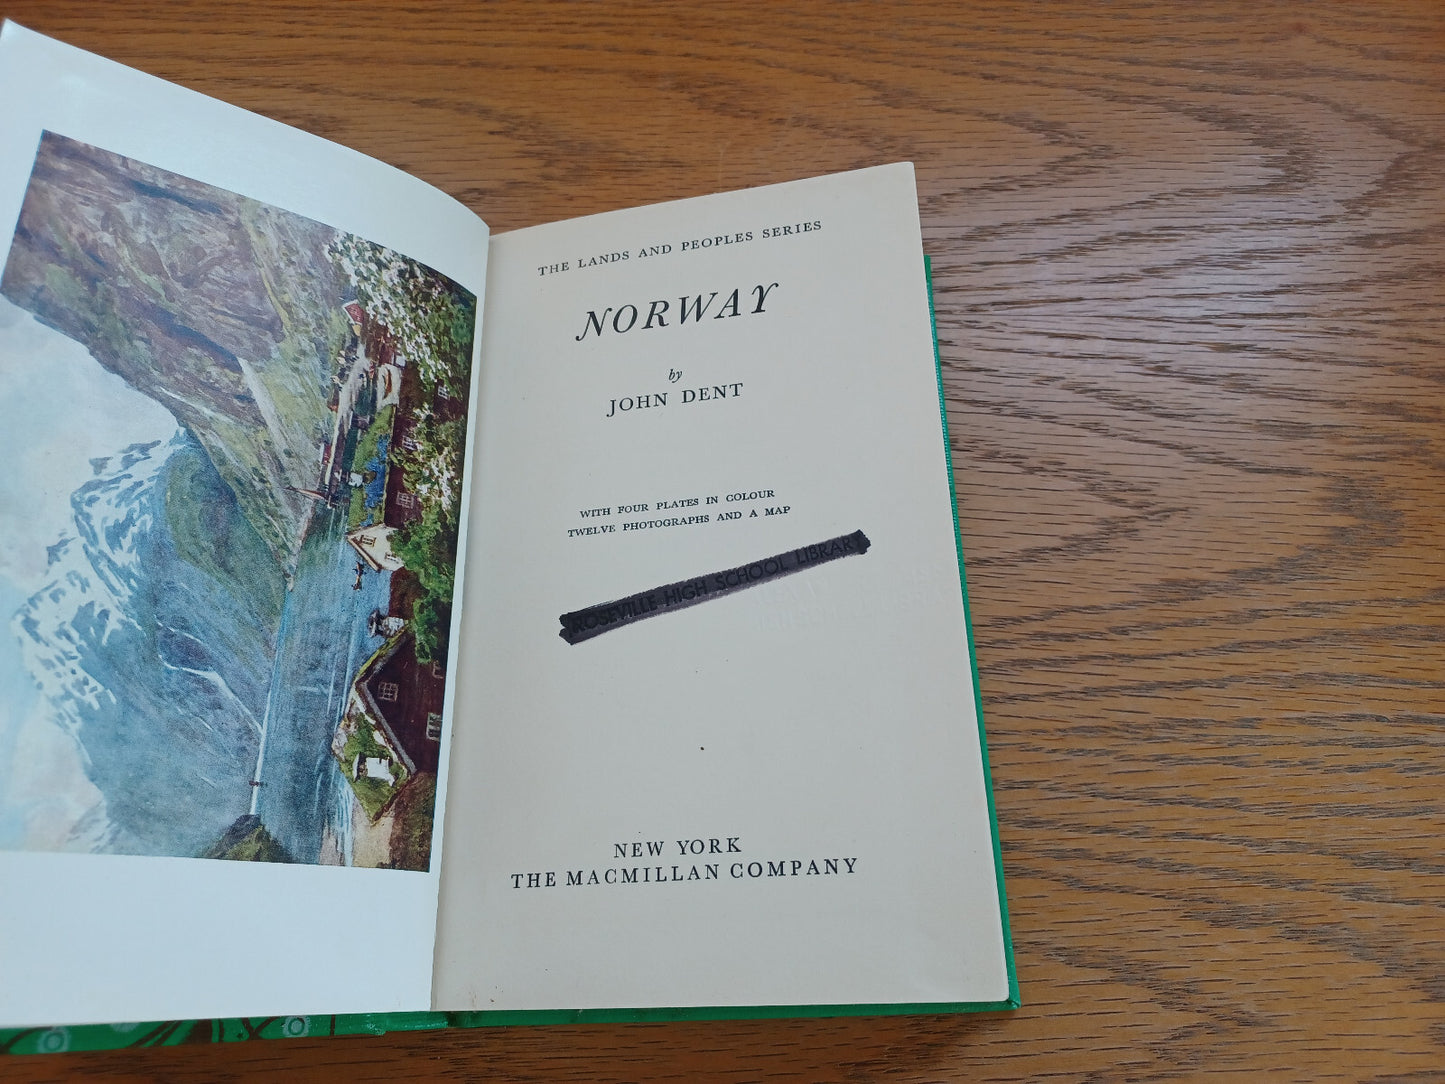 THE LANDS AND PEOPLES SERIES
NORWAY
by
JOHN DENT
WITH FOUR PLATES IN COLOUR
TWELVE PHOTOGRAPHS AND A MAP
ROSEVILLE HIGH SCHOOL LIBRARY
NEW YORK
THE MACMILLAN COMPANY